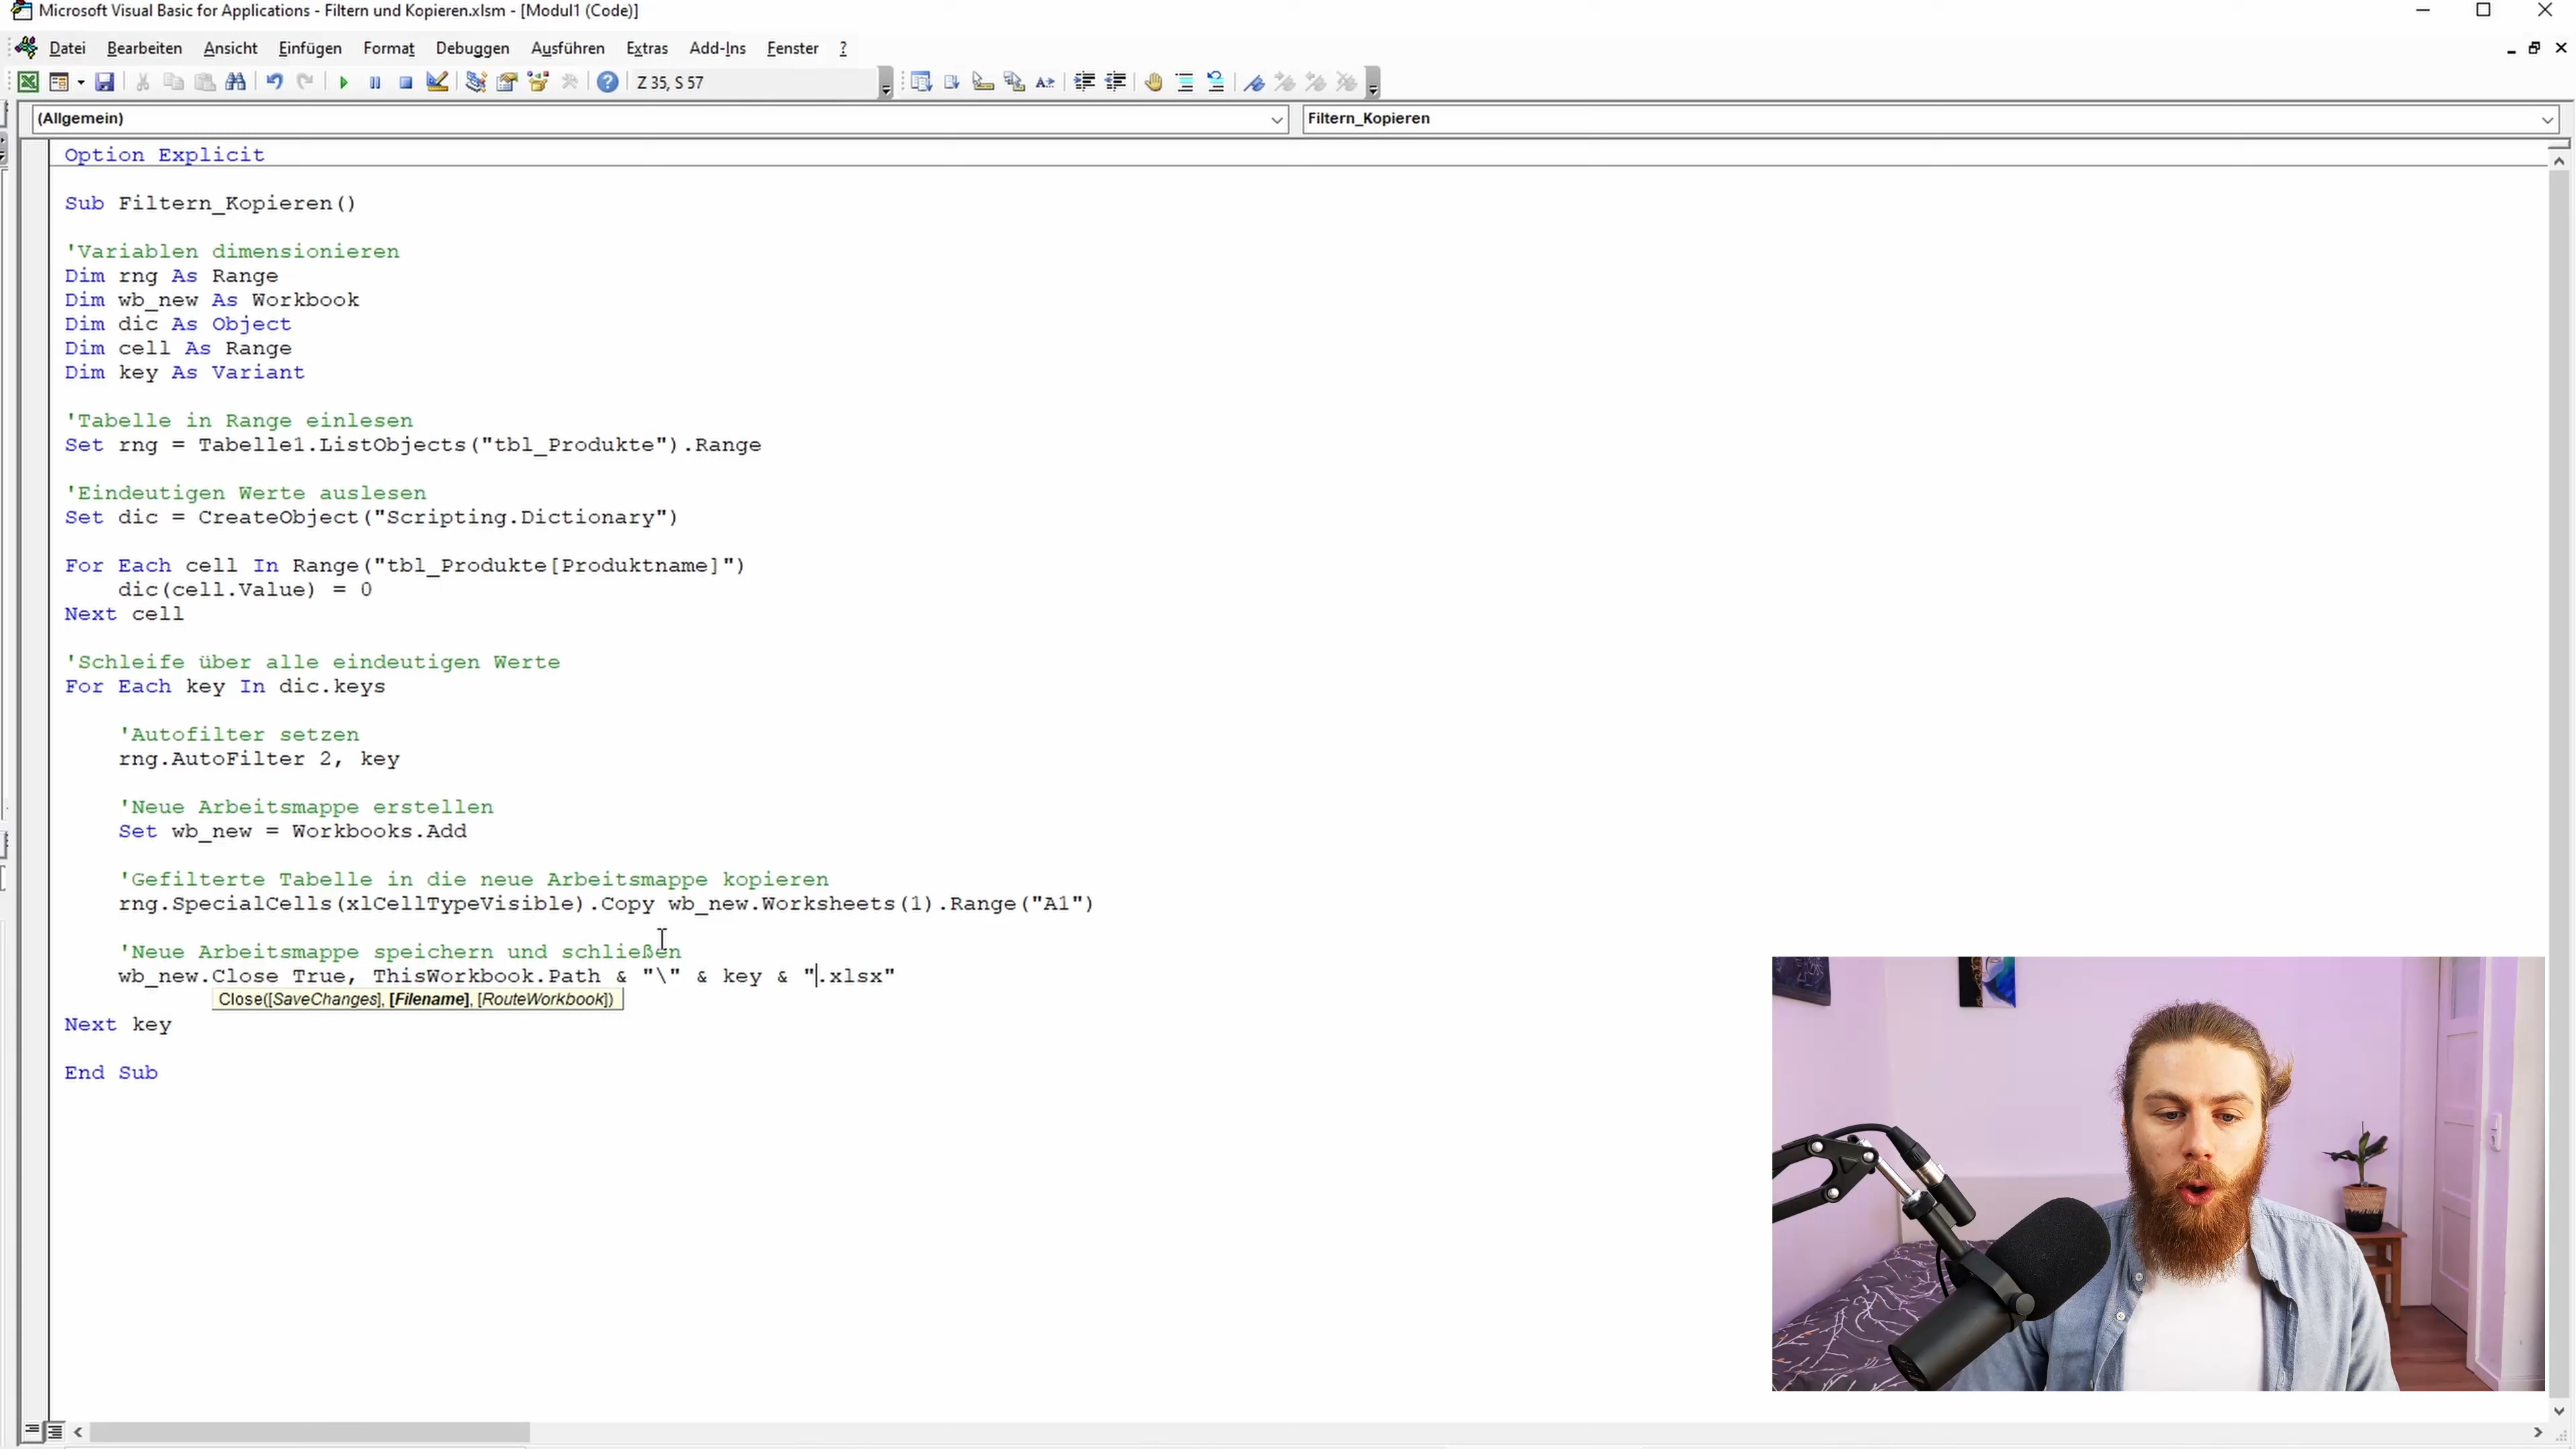 Microsoft Visual Basic for Applications - Filtern und Kopieren.xlsm - [Modul1 (Code)]
Datei Bearbeiten Ansicht Einfügen Format Debuggen Ausführen Extras Add-Ins Fenster ?
Z 35, S 57
(Allgemein) Filtern_Kopieren
Option Explicit
Sub Filtern_Kopieren()
'Variablen dimensionieren
Dim rng As Range
Dim wb_new As Workbook
Dim dic As Object
Dim cell As Range
Dim key As Variant
'Tabelle in Range einlesen
Set rng = Tabelle1.ListObjects("tbl_Produkte").Range
'Eindeutigen Werte auslesen
Set dic = CreateObject("Scripting.Dictionary")
For Each cell In Range("tbl_Produkte[Produktname]")
dic(cell.Value) = 0
Next cell
'Schleife über alle eindeutigen Werte
For Each key In dic.keys
'Autofilter setzen
rng.AutoFilter 2, key
'Neue Arbeitsmappe erstellen
Set wb_new = Workbooks.Add
'Gefilterte Tabelle in die neue Arbeitsmappe kopieren
rng.SpecialCells(xlCellTypeVisible).Copy wb_new.Worksheets(1).Range("A1")
'Neue Arbeitsmappe speichern und schließen
wb_new.Close True, ThisWorkbook.Path & "\" & key & ".xlsx"
Close([SaveChanges], [Filename], [RouteWorkbook])
Next key
End Sub